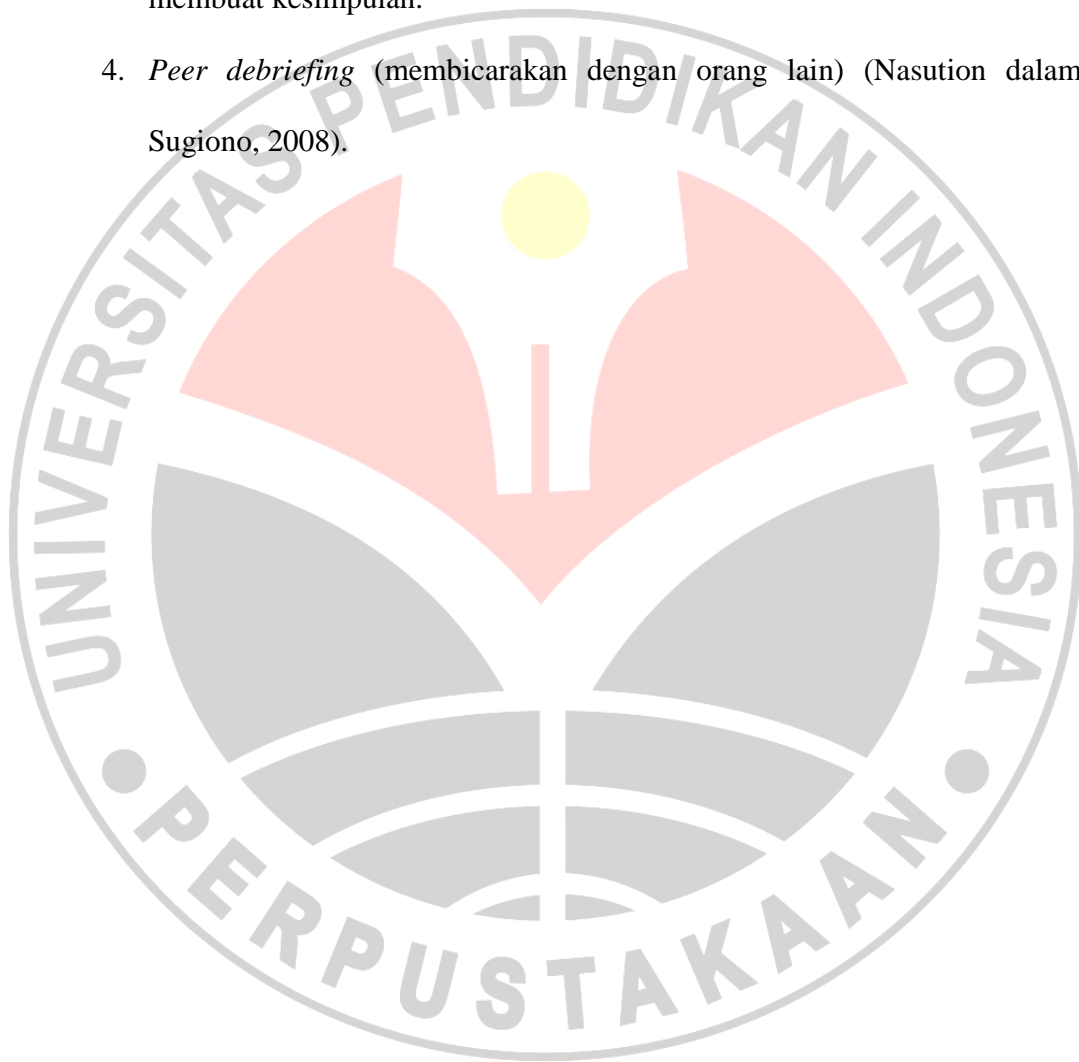 membuat kesimpulan.
4. Peer debriefing (membicarakan dengan orang lain) (Nasution dalam
Sugiono, 2008).
UNIVERSITAS PENDIDIKAN INDONESIA
PERPUSTAKAAN